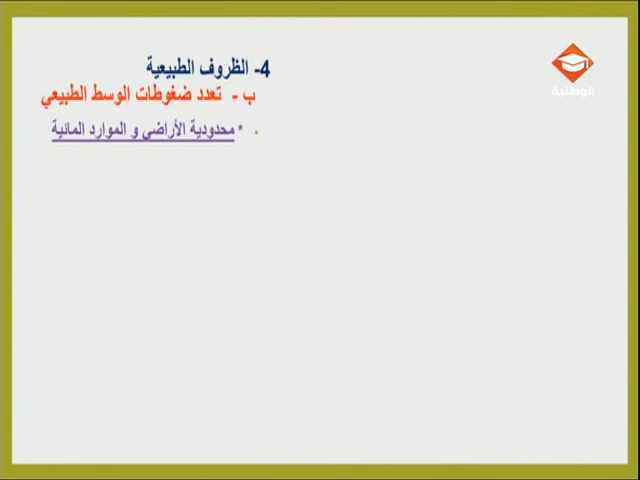 4- الظروف الطبيعية
ب - تعدد ضغوطات الوسط الطبيعي
* محدودية الأراضي و الموارد المائية
الوطنية